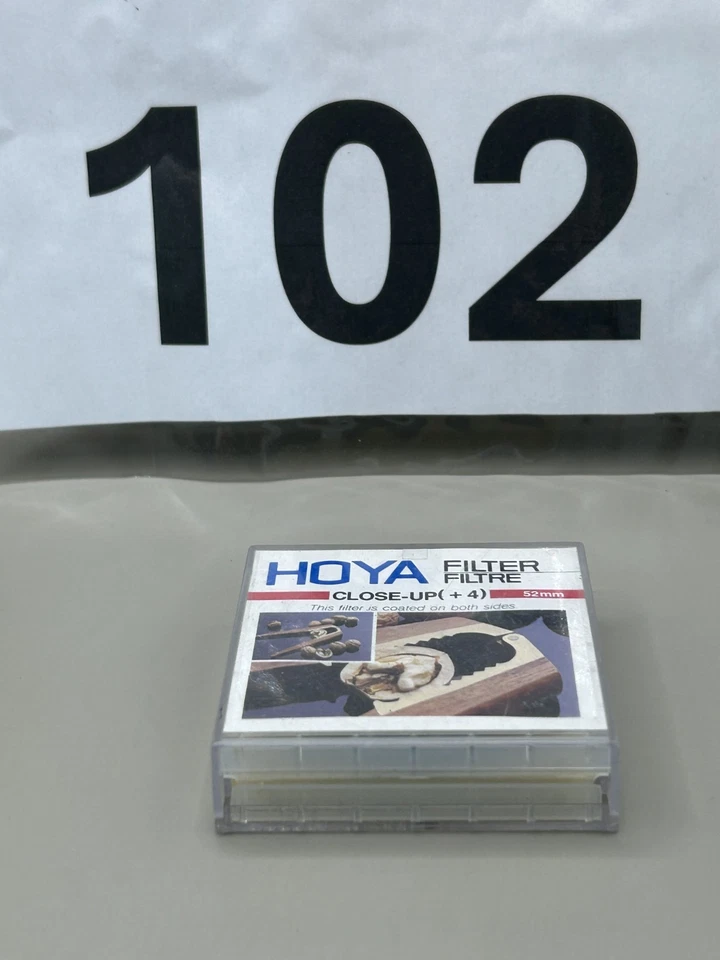 102
HOYA FILTER
FILTRE
CLOSE-UP(+4) 52mm
This filter is coated on both sides